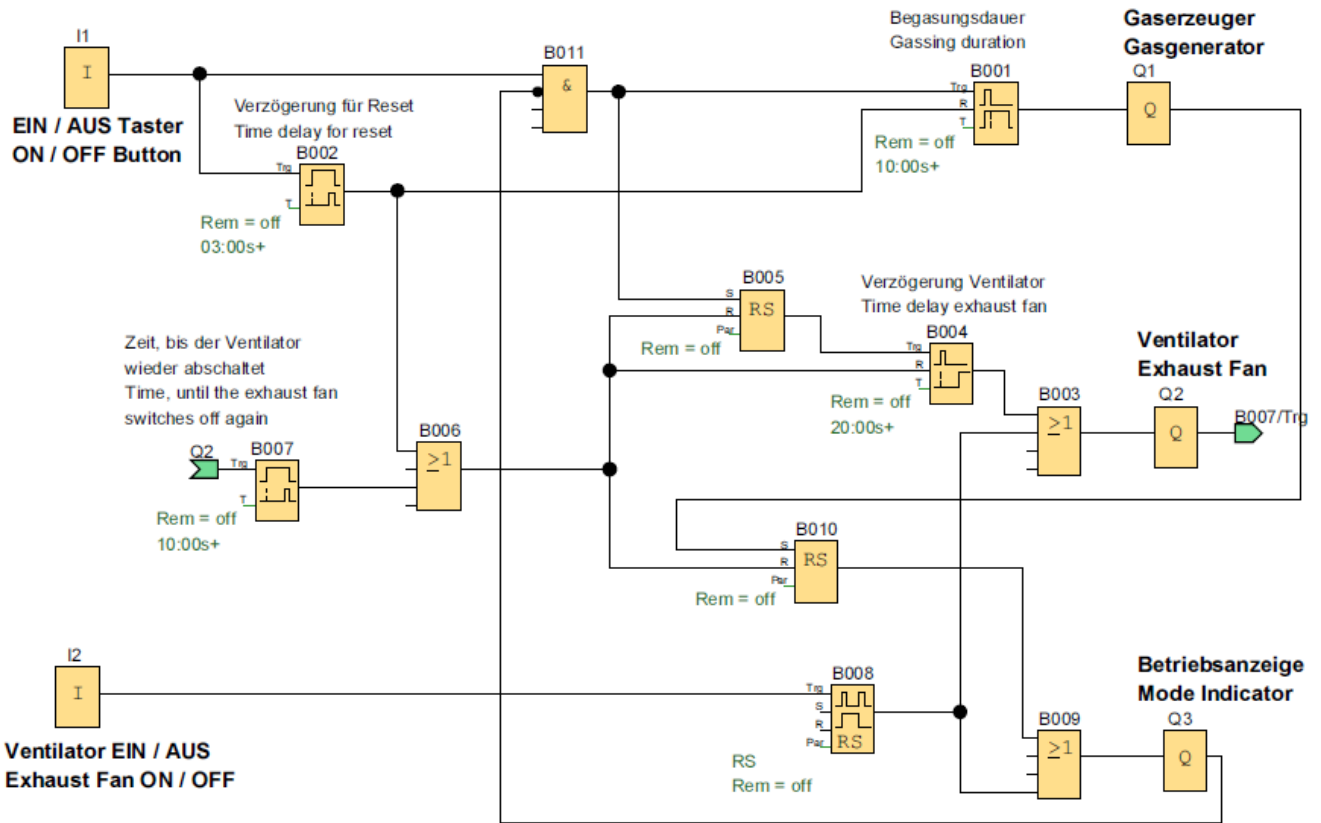 I1
I
EIN / AUS Taster
ON / OFF Button
Verzögerung für Reset
Time delay for reset
B002
Trg
T
Rem = off
03:00s+
B011
&
Begasungsdauer
Gassing duration
B001
Trg
R
T
Rem = off
10:00s+
Gaserzeuger
Gasgenerator
Q1
Q
B005
S
R
Par
RS
Rem = off
Verzögerung Ventilator
Time delay exhaust fan
B004
Trg
R
T
Rem = off
20:00s+
Ventilator
Exhaust Fan
B003
≥1
Q2
Q
B007/Trg
Zeit, bis der Ventilator
wieder abschaltet
Time, until the exhaust fan
switches off again
Q2
B007
Trg
T
Rem = off
10:00s+
B006
≥1
B010
S
R
Par
RS
Rem = off
I2
I
Ventilator EIN / AUS
Exhaust Fan ON / OFF
B008
Trg
S
R
Par
RS
RS
Rem = off
Betriebsanzeige
Mode Indicator
B009
≥1
Q3
Q